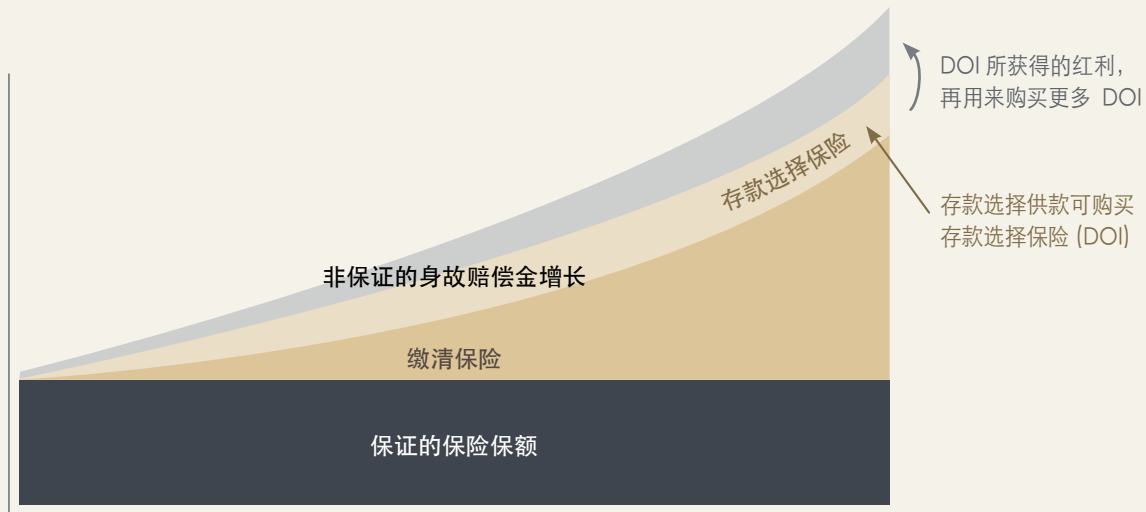 DOI 所获得的红利，
再用来购买更多 DOI
存款选择保险
存款选择供款可购买
存款选择保险 (DOI)
非保证的身故赔偿金增长
缴清保险
保证的保险保额